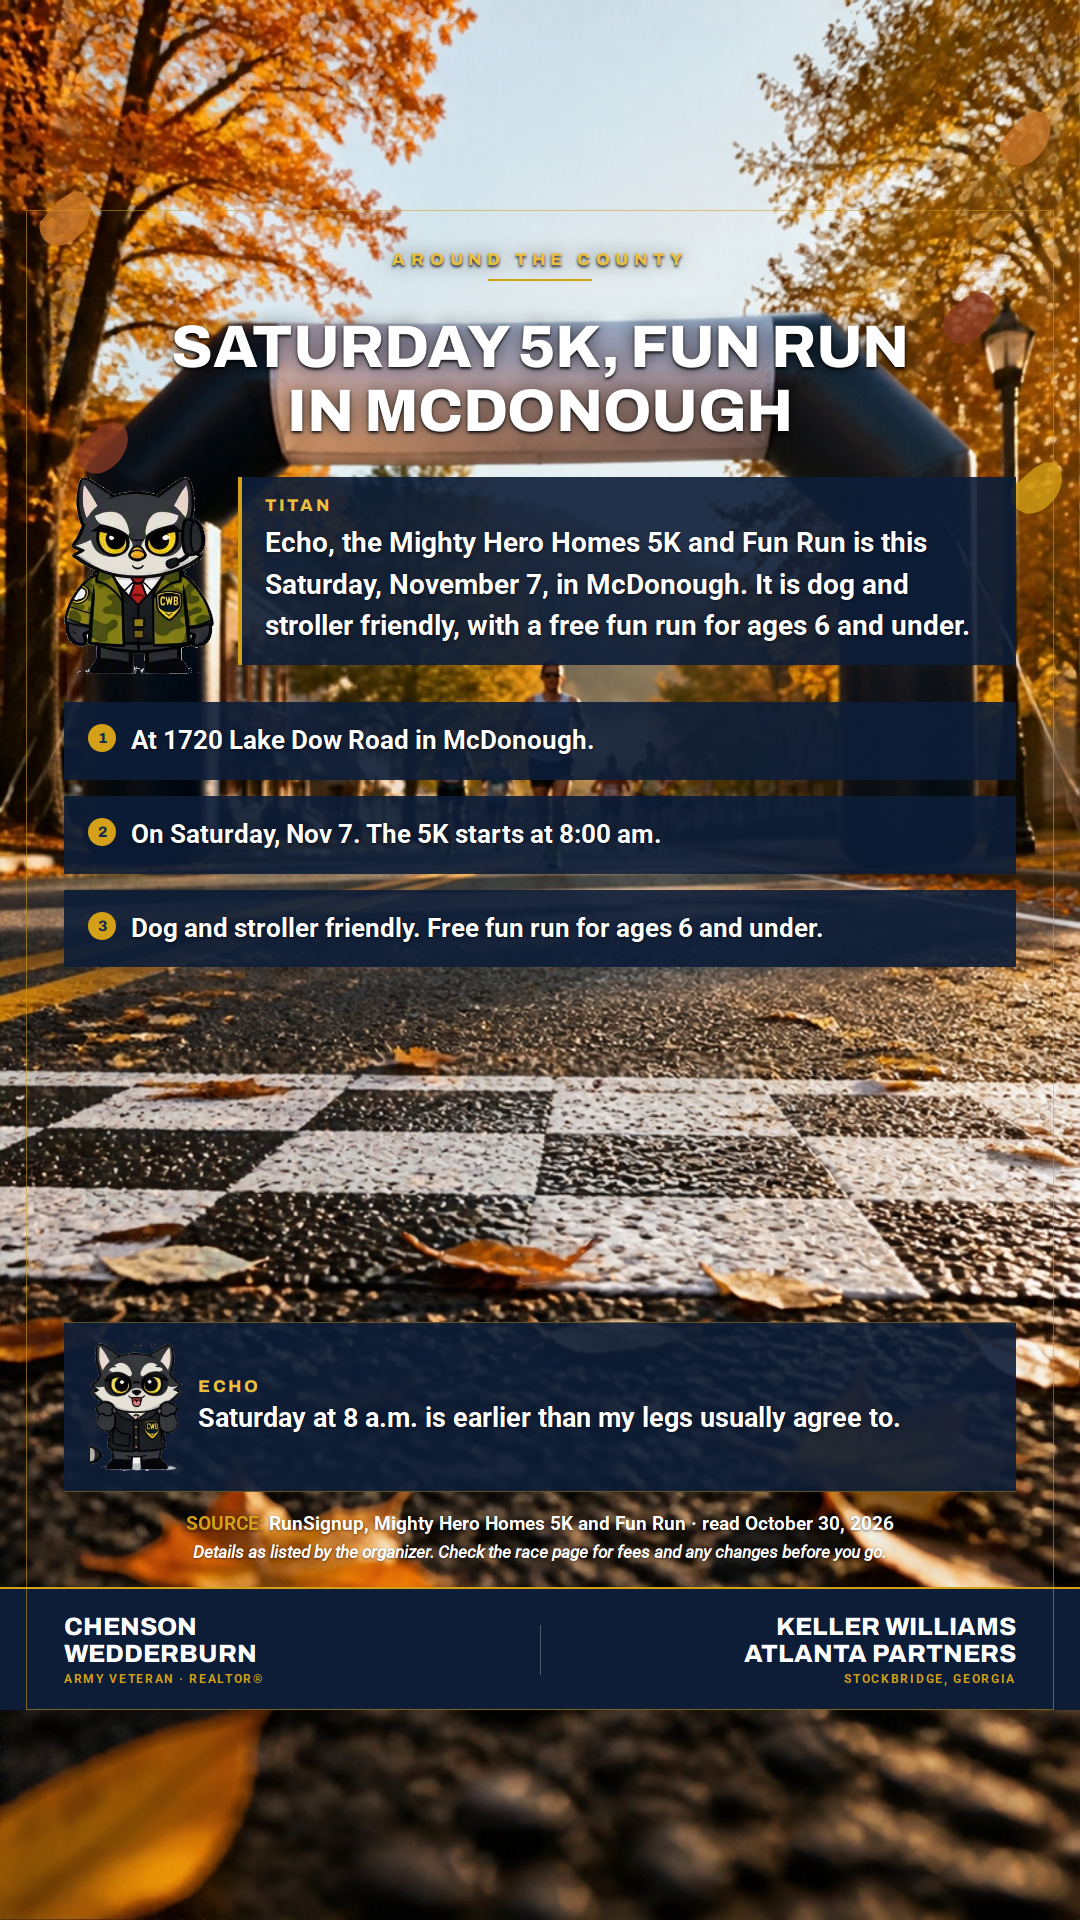 AROUND THE COUNTY
SATURDAY 5K, FUN RUN
IN MCDONOUGH
TITAN
Echo, the Mighty Hero Homes 5K and Fun Run is this
Saturday, November 7, in McDonough. It is dog and
stroller friendly, with a free fun run for ages 6 and under.
CWB
1 At 1720 Lake Dow Road in McDonough.
2 On Saturday, Nov 7. The 5K starts at 8:00 am.
3 Dog and stroller friendly. Free fun run for ages 6 and under.
ECHO
Saturday at 8 a.m. is earlier than my legs usually agree to.
CWB
SOURCE: RunSignup, Mighty Hero Homes 5K and Fun Run · read October 30, 2026
Details as listed by the organizer. Check the race page for fees and any changes before you go.
CHENSON
WEDDERBURN
ARMY VETERAN · REALTOR®
KELLER WILLIAMS
ATLANTA PARTNERS
STOCKBRIDGE, GEORGIA